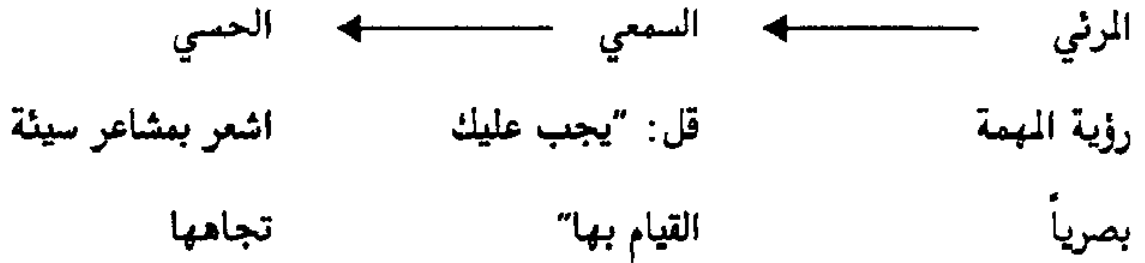 المرئي السمعي الحسي
رؤية المهمة قل: "يجب عليك اشعر بمشاعر سيئة
بصرياً القيام بها" تجاهها